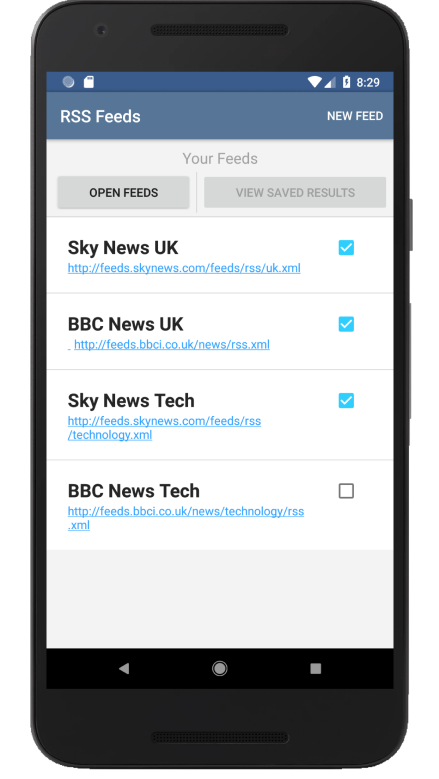 8:29
RSS Feeds NEW FEED
Your Feeds
OPEN FEEDS VIEW SAVED RESULTS
Sky News UK
http://feeds.skynews.com/feeds/rss/uk.xml
BBC News UK
http://feeds.bbci.co.uk/news/rss.xml
Sky News Tech
http://feeds.skynews.com/feeds/rss
/technology.xml
BBC News Tech
http://feeds.bbci.co.uk/news/technology/rss
.xml